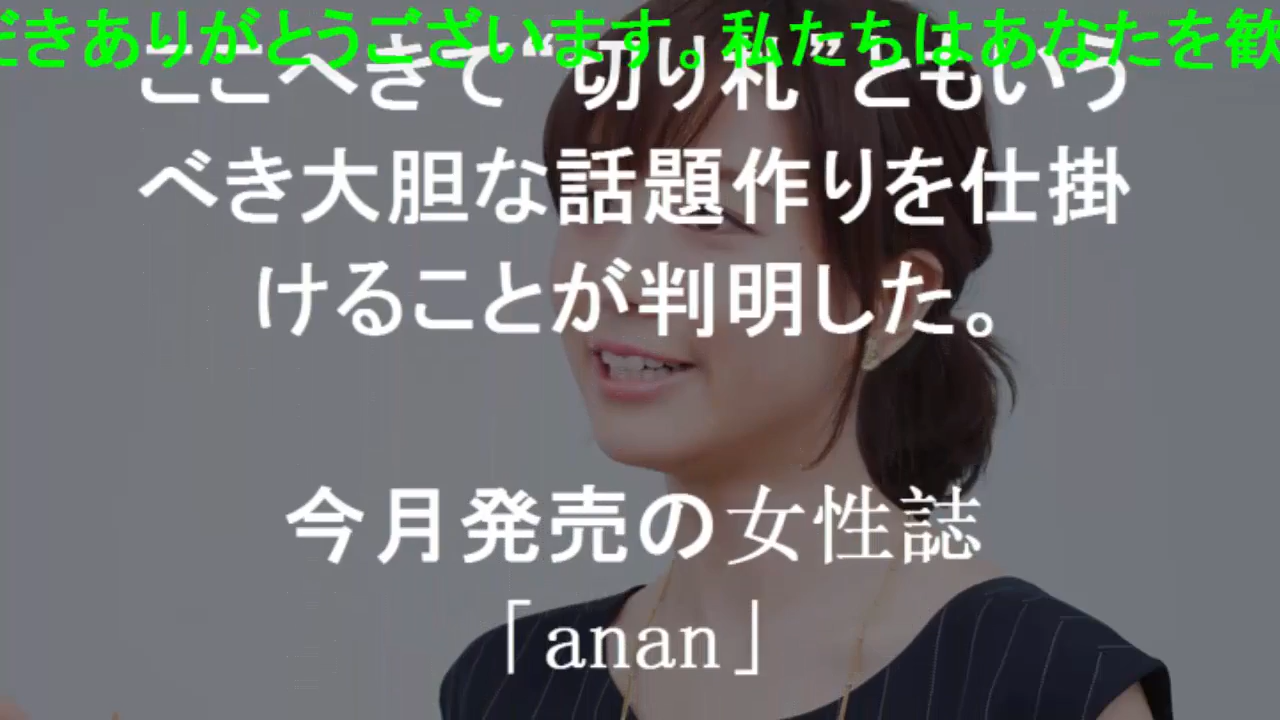 だきありがとうございます。私たちはあなたを歓
ここへきて“切り札”ともいう
べき大胆な話題作りを仕掛
けることが判明した。
今月発売の女性誌
「anan」